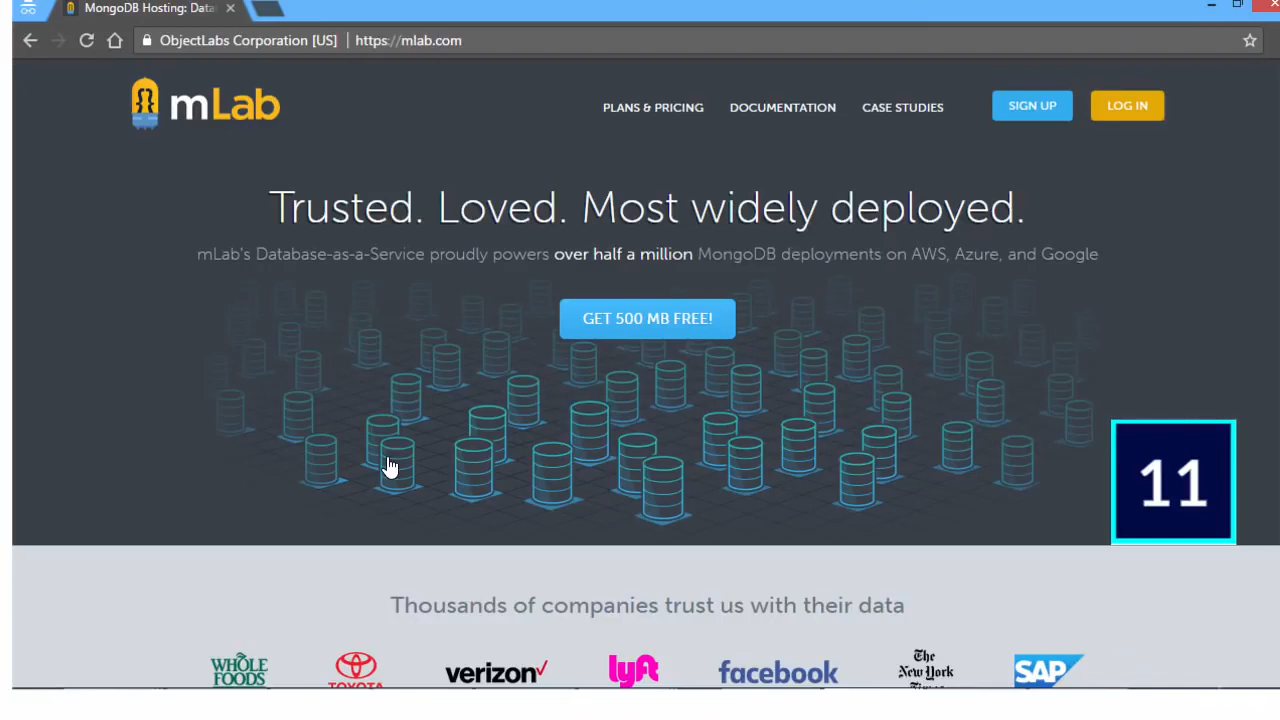 MongoDB Hosting: Data
ObjectLabs Corporation [US] | https://mlab.com
mLab
PLANS & PRICING
DOCUMENTATION
CASE STUDIES
SIGN UP
LOG IN
Trusted. Loved. Most widely deployed.
mLab's Database-as-a-Service proudly powers over half a million MongoDB deployments on AWS, Azure, and Google
GET 500 MB FREE!
11
Thousands of companies trust us with their data
WHOLE
FOODS
TOYOTA
verizon
lyft
facebook
The
New York
Times
SAP